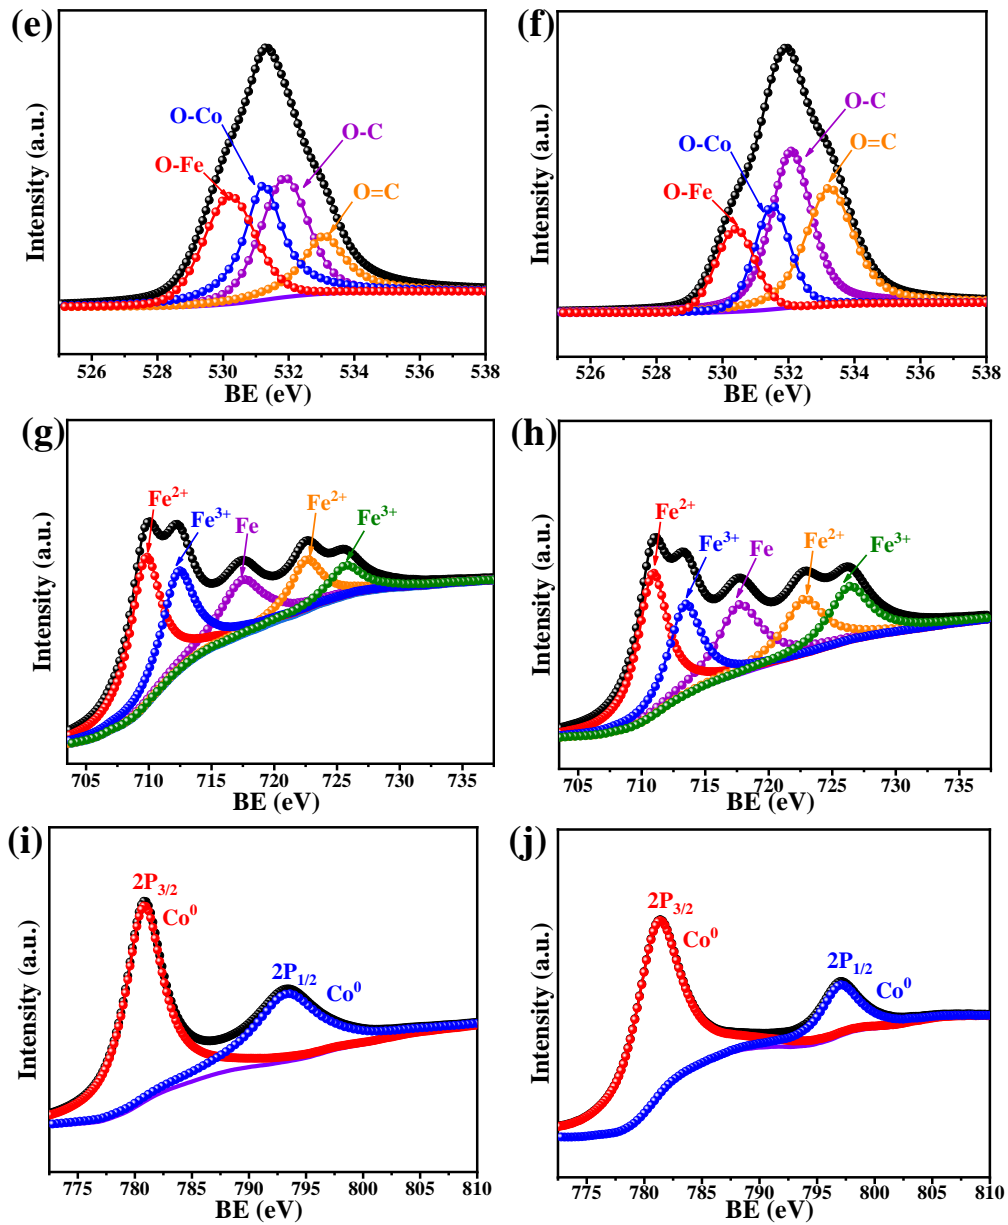 (e)
Intensity (a.u.)
O-Fe
O-Co
O-C
O=C
526 528 530 532 534 536 538
BE (eV)
(f)
Intensity (a.u.)
O-Fe
O-Co
O-C
O=C
526 528 530 532 534 536 538
BE (eV)
(g)
Intensity (a.u.)
Fe²⁺
Fe³⁺
Fe
Fe²⁺
Fe³⁺
705 710 715 720 725 730 735
BE (eV)
(h)
Intensity (a.u.)
Fe²⁺
Fe³⁺
Fe
Fe²⁺
Fe³⁺
705 710 715 720 725 730 735
BE (eV)
(i)
Intensity (a.u.)
2P3/2
Co⁰
2P1/2 Co⁰
775 780 785 790 795 800 805 810
BE (eV)
(j)
Intensity (a.u.)
2P3/2
Co⁰
2P1/2
Co⁰
775 780 785 790 795 800 805 810
BE (eV)